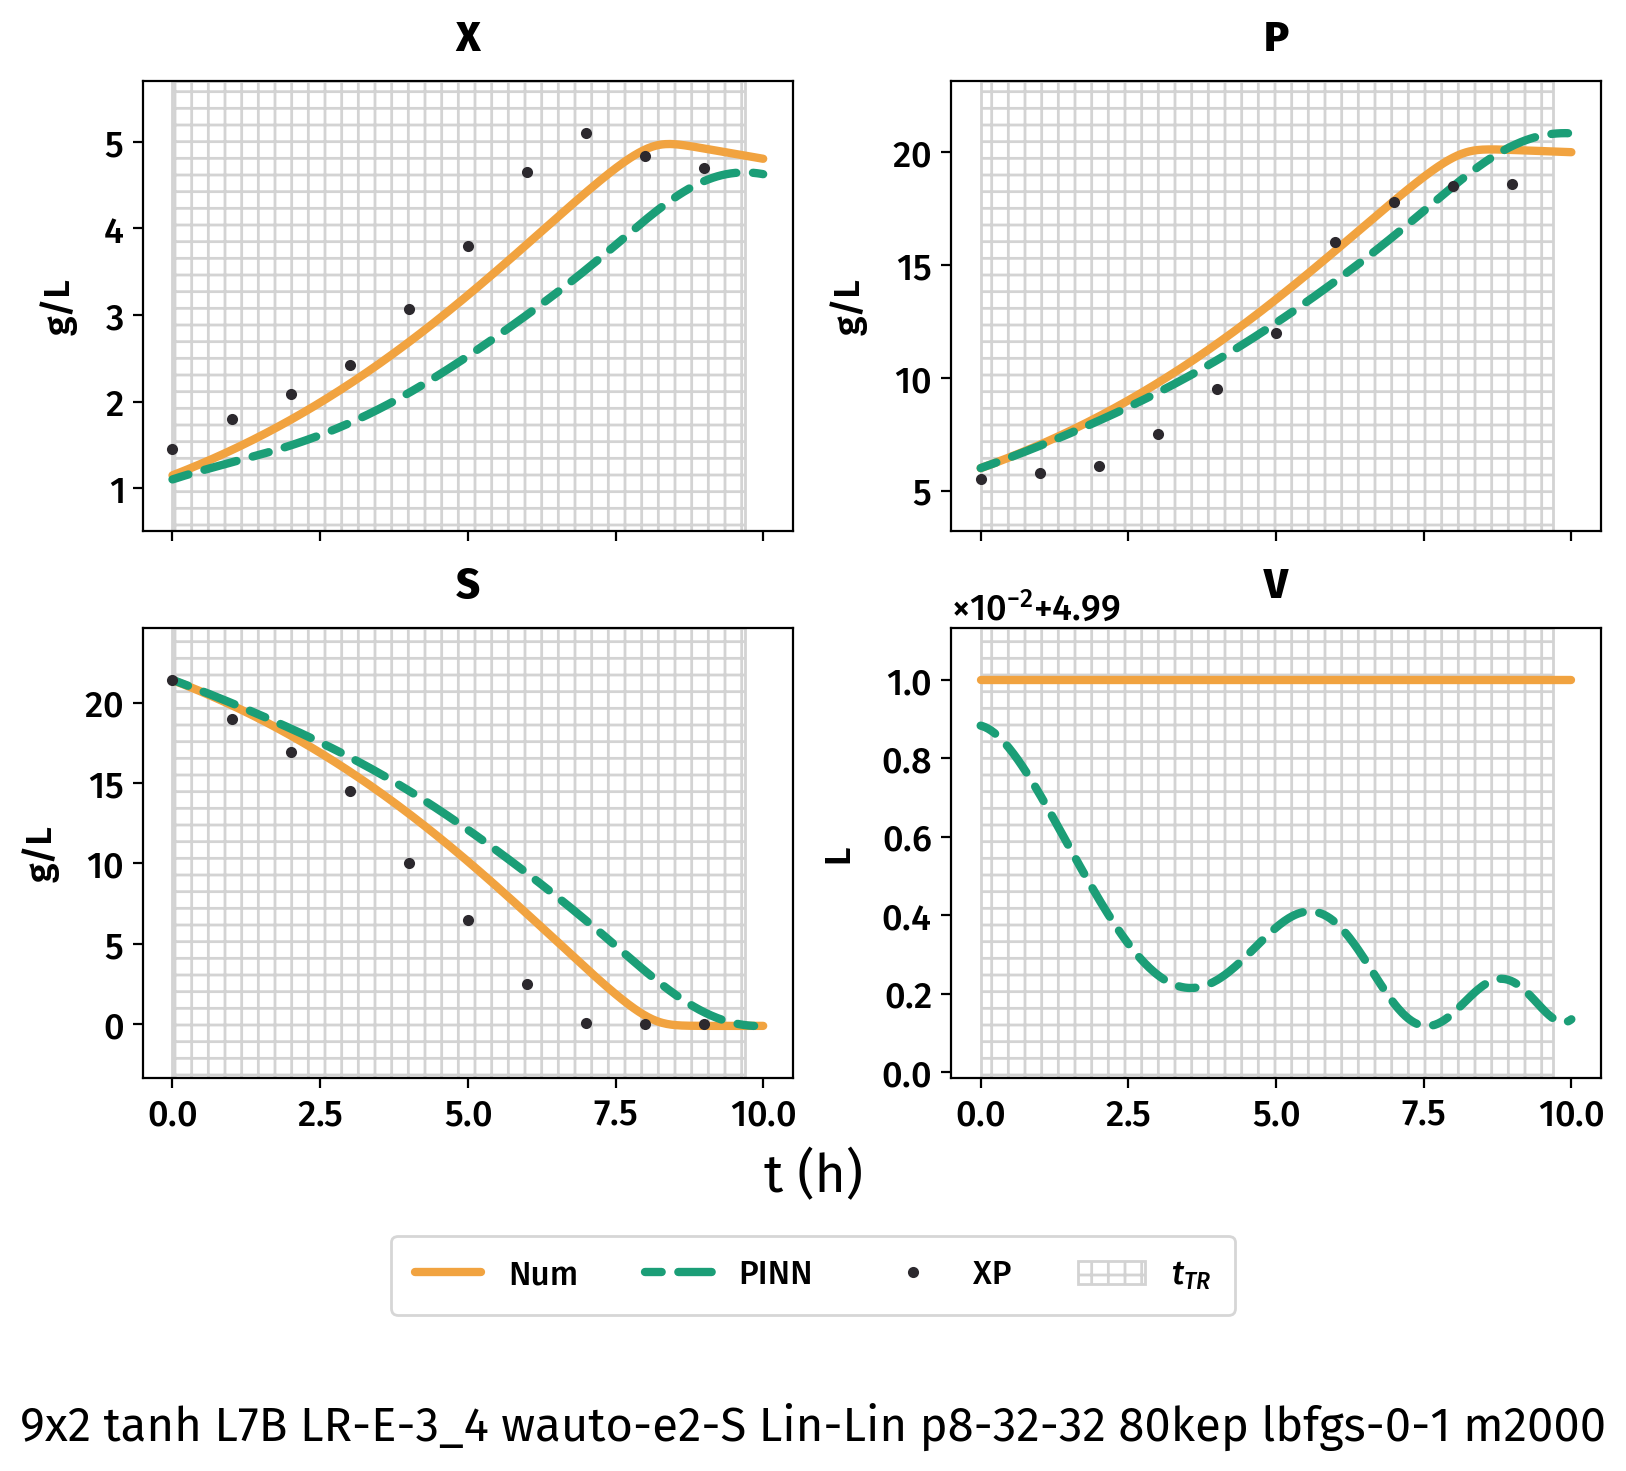 X
g/L
5
4
3
2
1
P
g/L
20
15
10
5
S
g/L
20
15
10
5
0
0.0 2.5 5.0 7.5 10.0
V
×10⁻²+4.99
L
1.0
0.8
0.6
0.4
0.2
0.0
0.0 2.5 5.0 7.5 10.0
t (h)
Num PINN XP t_TR
9x2 tanh L7B LR-E-3_4 wauto-e2-S Lin-Lin p8-32-32 80kep lbfgs-0-1 m2000